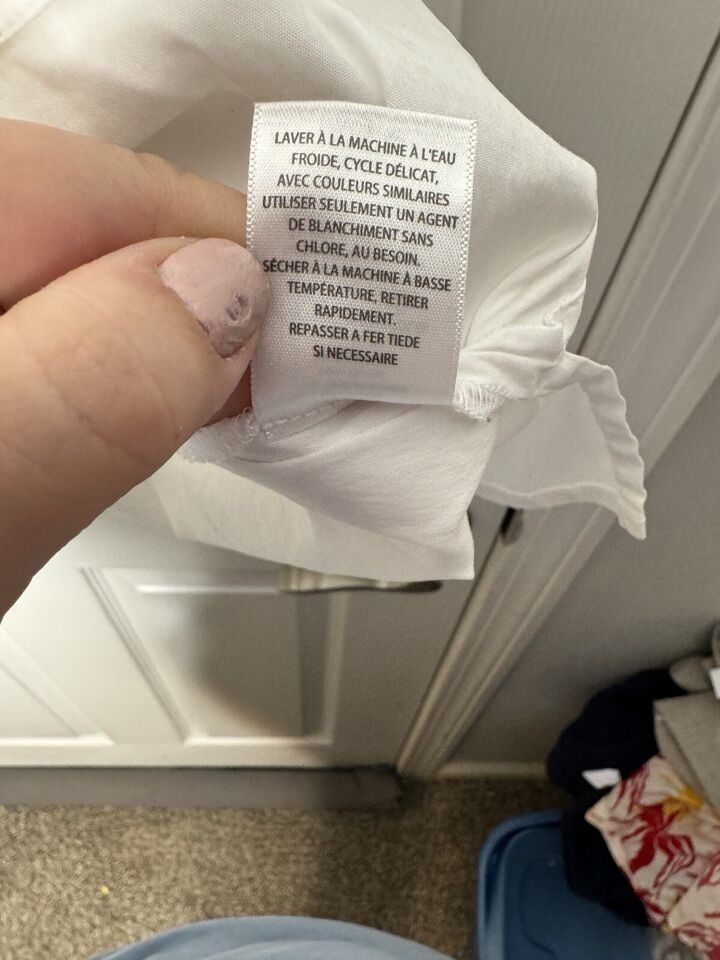 LAVER À LA MACHINE À L'EAU
FROIDE, CYCLE DÉLICAT,
AVEC COULEURS SIMILAIRES
UTILISER SEULEMENT UN AGENT
DE BLANCHIMENT SANS
CHLORE, AU BESOIN.
SÉCHER À LA MACHINE À BASSE
TEMPÉRATURE, RETIRER
RAPIDEMENT.
REPASSER A FER TIEDE
SI NECESSAIRE